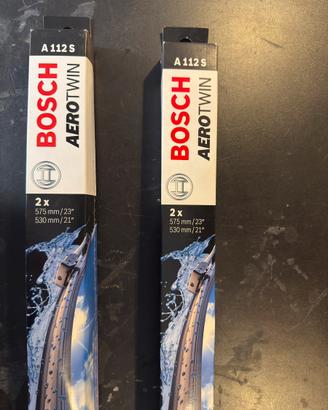 A 112 S
BOSCH
AEROTWIN
2 x
575 mm/23"
530 mm/21"
A 112 S
BOSCH
AEROTWIN
2 x
575 mm/23"
530 mm/21"